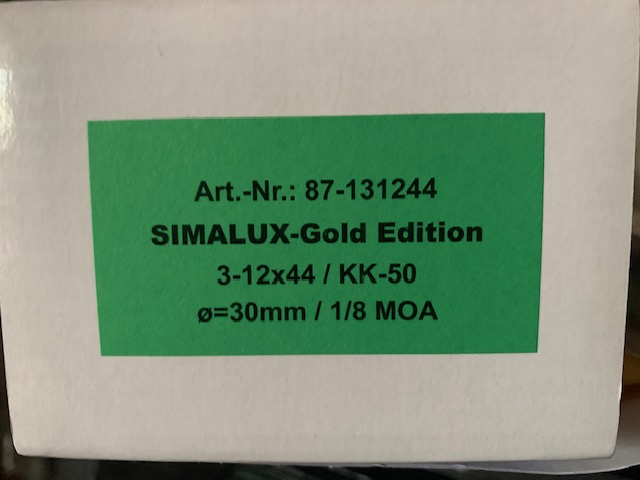 Art.-Nr.: 87-131244
SIMALUX-Gold Edition
3-12x44 / KK-50
ø=30mm / 1/8 MOA